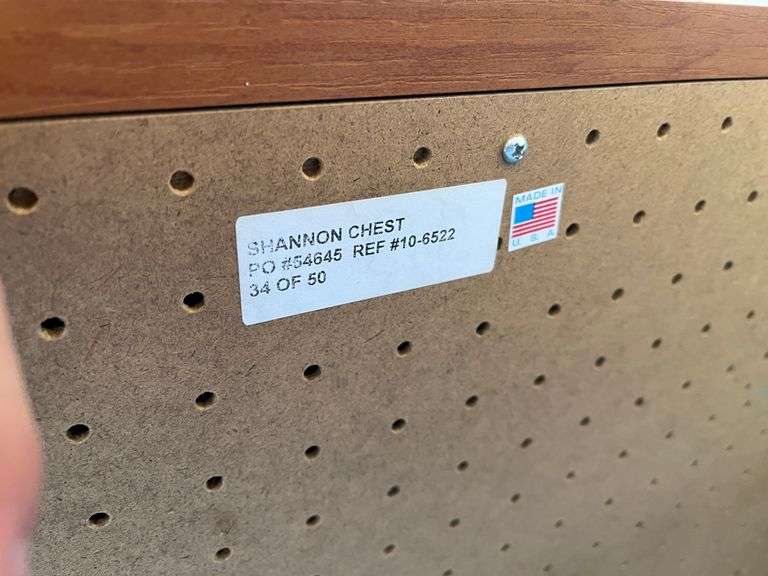 SHANNON CHEST
PO #54645 REF #10-6522
34 OF 50
MADE IN
U. S. A.